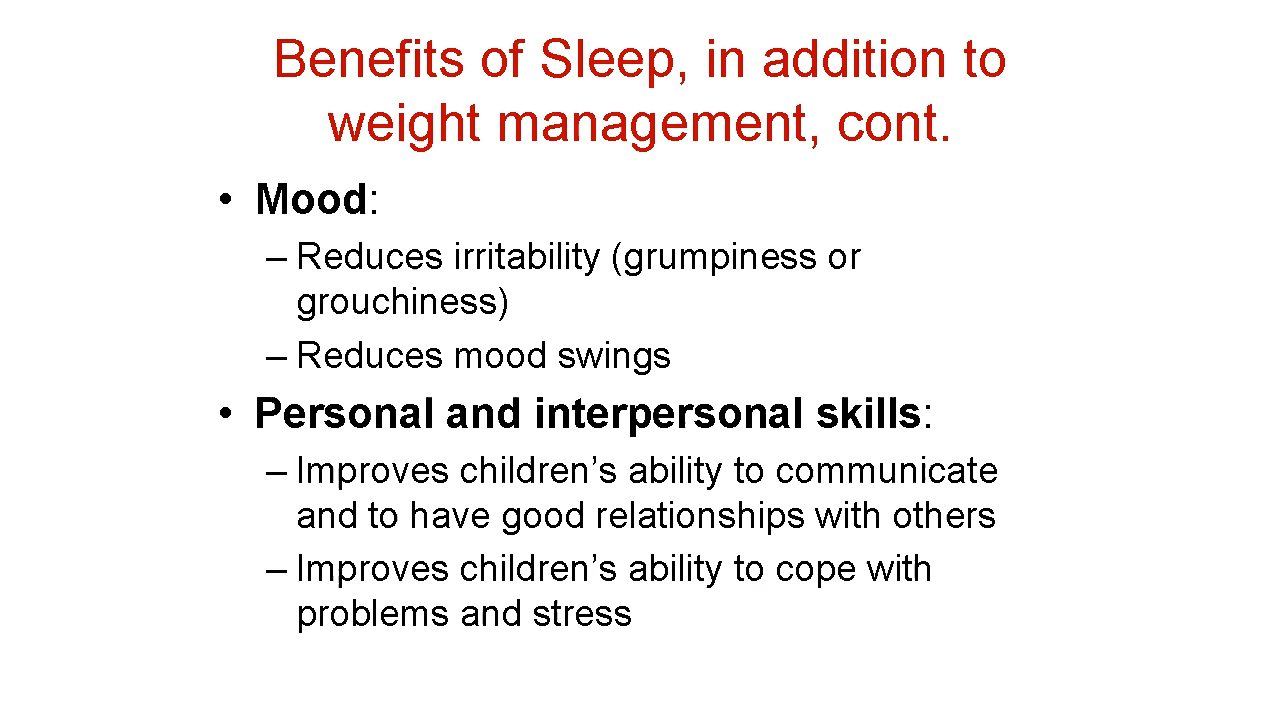 Benefits of Sleep, in addition to
weight management, cont.
• Mood:
– Reduces irritability (grumpiness or
grouchiness)
– Reduces mood swings
• Personal and interpersonal skills:
– Improves children’s ability to communicate
and to have good relationships with others
– Improves children’s ability to cope with
problems and stress